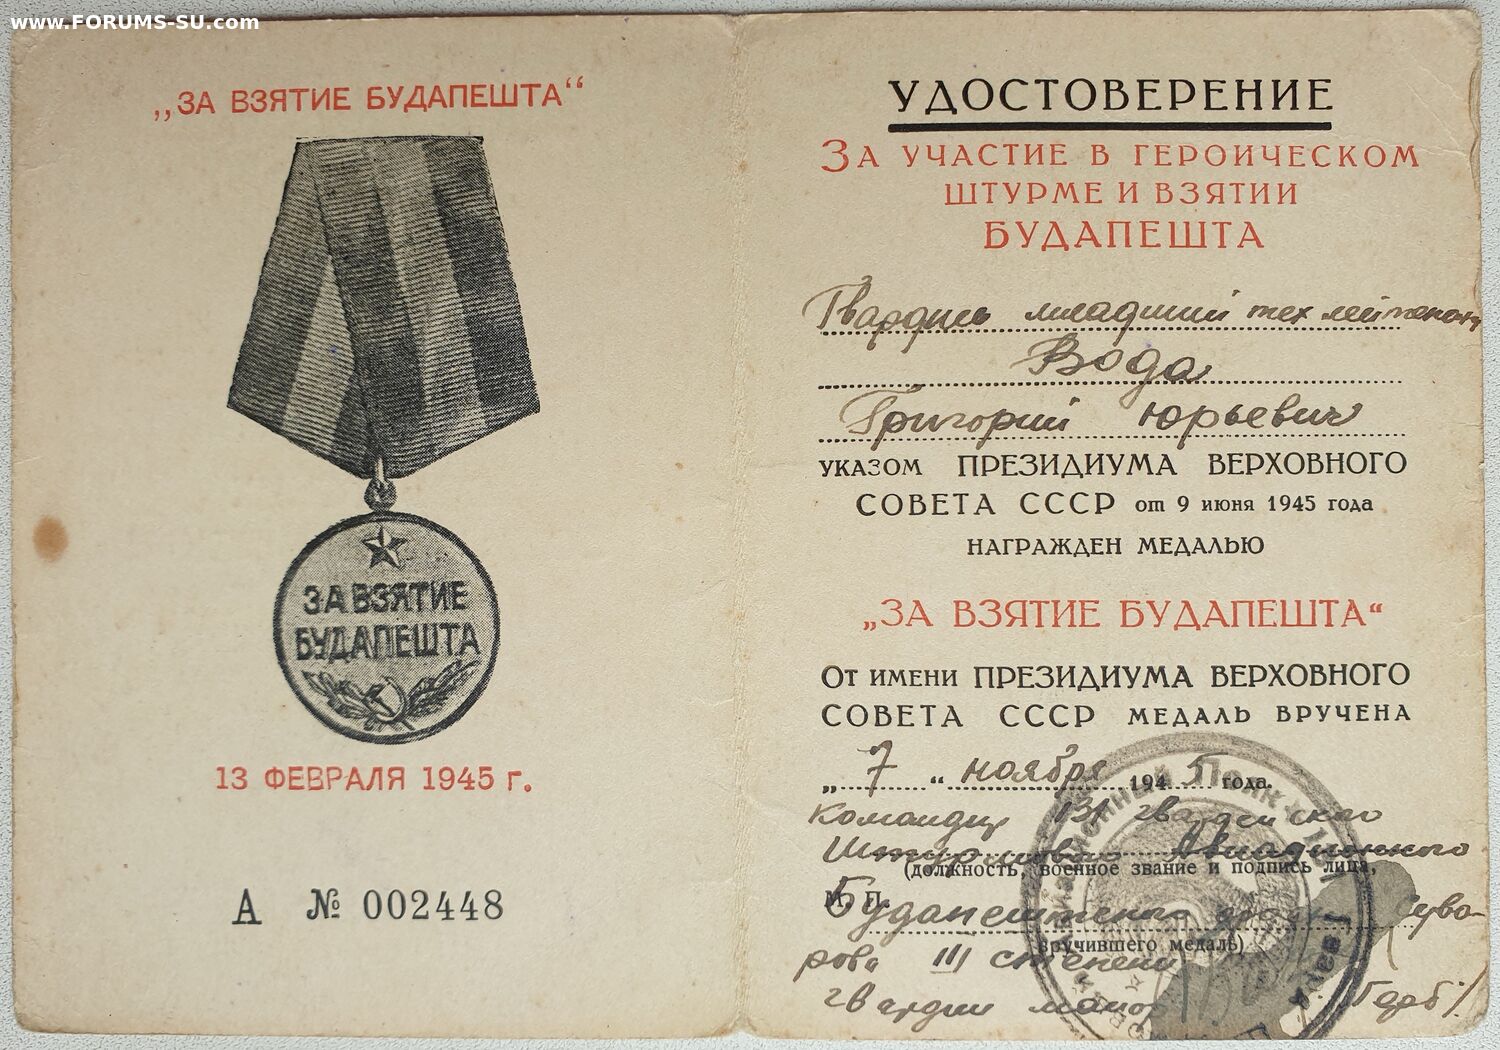 www.FORUMS-SU.com
„ЗА ВЗЯТИЕ БУДАПЕШТА“
ЗА ВЗЯТИЕ
БУДАПЕШТА
13 ФЕВРАЛЯ 1945 г.
А № 002448
УДОСТОВЕРЕНИЕ
ЗА УЧАСТИЕ В ГЕРОИЧЕСКОМ
ШТУРМЕ И ВЗЯТИИ
БУДАПЕШТА
Гвардии младший тех лейтенант
Вода
Григорий Юрьевич
УКАЗОМ ПРЕЗИДИУМА ВЕРХОВНОГО
СОВЕТА СССР от 9 июня 1945 года
НАГРАЖДЕН МЕДАЛЬЮ
„ЗА ВЗЯТИЕ БУДАПЕШТА“
ОТ ИМЕНИ ПРЕЗИДИУМА ВЕРХОВНОГО
СОВЕТА СССР МЕДАЛЬ ВРУЧЕНА
„ 7 “ ноября 1945 года.
Командир 131 гвардейского
Штурмового Авиационного
(должность, военное звание и подпись лица,
М. П.
Будапештского Суво-
вручившего медаль)
рова III степени
гвардии майор